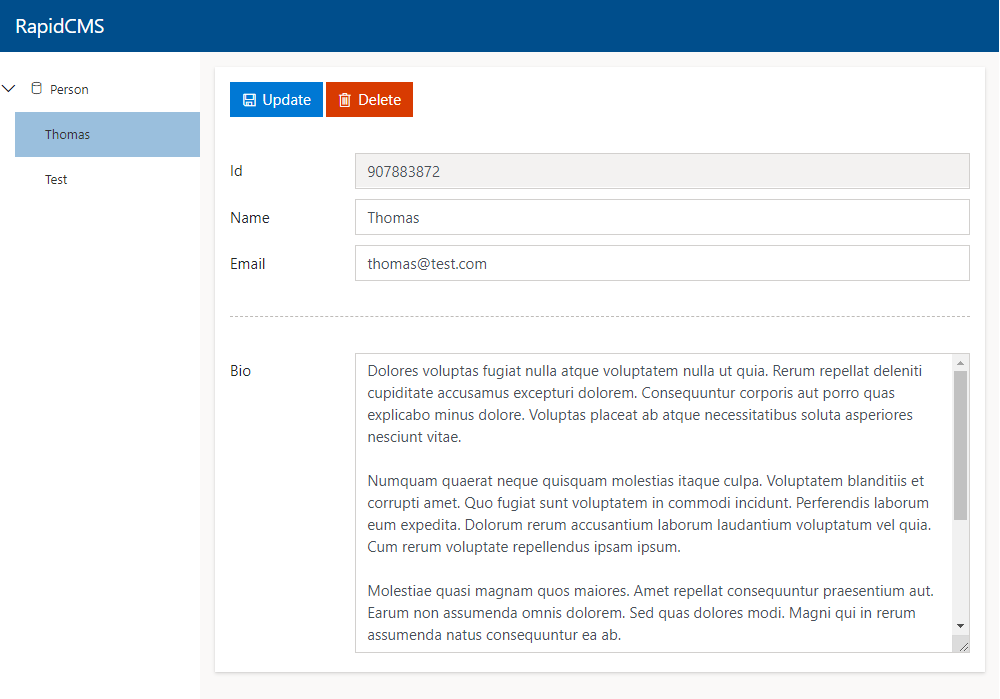 RapidCMS
Person
Thomas
Test
Update Delete
Id 907883872
Name Thomas
Email thomas@test.com
Bio
Dolores voluptas fugiat nulla atque voluptatem nulla ut quia. Rerum repellat deleniti
cupiditate accusamus excepturi dolorem. Consequuntur corporis aut porro quas
explicabo minus dolore. Voluptas placeat ab atque necessitatibus soluta asperiores
nesciunt vitae.
Numquam quaerat neque quisquam molestias itaque culpa. Voluptatem blanditiis et
corrupti amet. Quo fugiat sunt voluptatem in commodi incidunt. Perferendis laborum
eum expedita. Dolorum rerum accusantium laborum laudantium voluptatum vel quia.
Cum rerum voluptate repellendus ipsam ipsum.
Molestiae quasi magnam quos maiores. Amet repellat consequuntur praesentium aut.
Earum non assumenda omnis dolorem. Sed quas dolores modi. Magni qui in rerum
assumenda natus consequuntur ea ab.